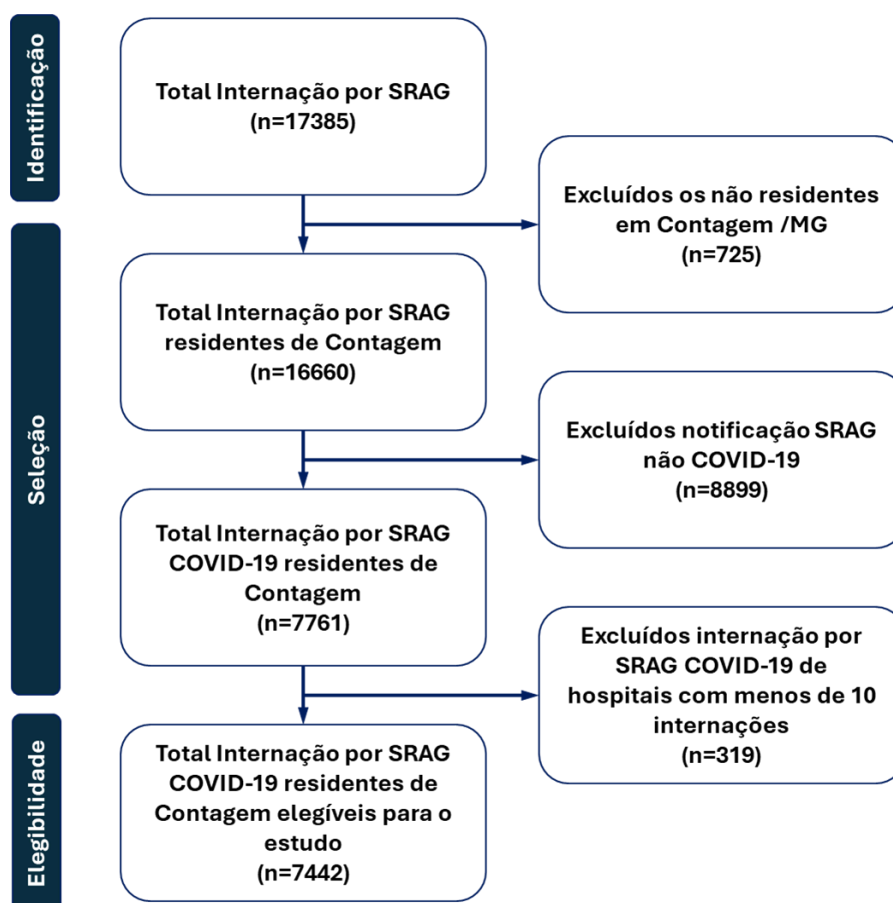 Identificação
Total Internação por SRAG
(n=17385)
Excluídos os não residentes
em Contagem /MG
(n=725)
Seleção
Total Internação por SRAG
residentes de Contagem
(n=16660)
Excluídos notificação SRAG
não COVID-19
(n=8899)
Total Internação por SRAG
COVID-19 residentes de
Contagem
(n=7761)
Excluídos internação por
SRAG COVID-19 de
hospitais com menos de 10
internações
(n=319)
Elegibilidade
Total Internação por SRAG
COVID-19 residentes de
Contagem elegíveis para o
estudo
(n=7442)